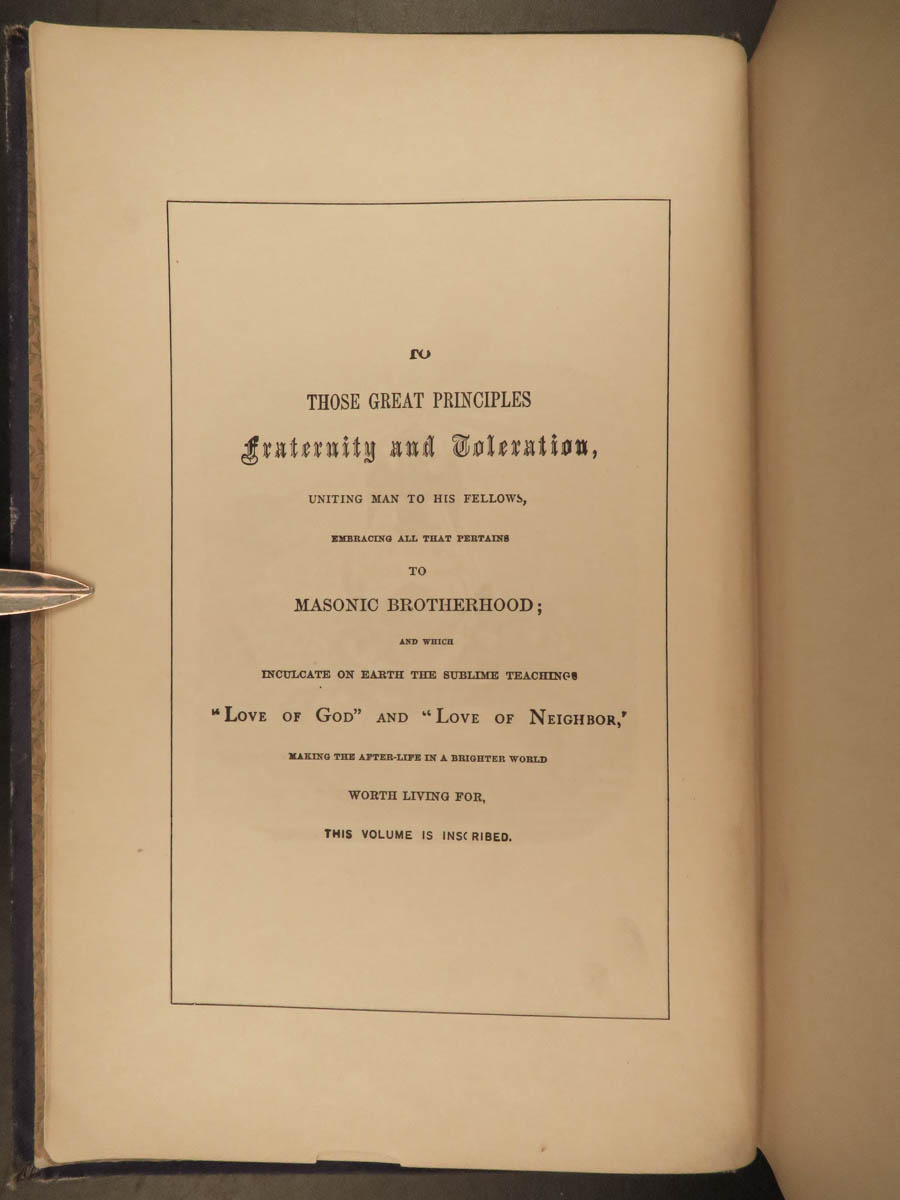 TO
THOSE GREAT PRINCIPLES
Fraternity and Toleration,
UNITING MAN TO HIS FELLOWS,
EMBRACING ALL THAT PERTAINS
TO
MASONIC BROTHERHOOD;
AND WHICH
INCULCATE ON EARTH THE SUBLIME TEACHINGS
"LOVE OF GOD" AND "LOVE OF NEIGHBOR,"
MAKING THE AFTER-LIFE IN A BRIGHTER WORLD
WORTH LIVING FOR,
THIS VOLUME IS INSCRIBED.